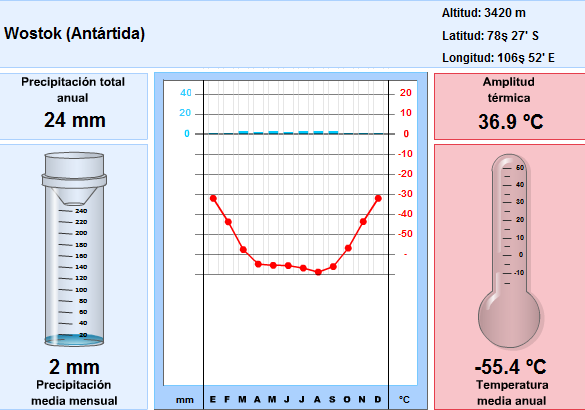 Wostok (Antártida)
Altitud: 3420 m
Latitud: 78ş 27' S
Longitud: 106ş 52' E
Precipitación total
anual
24 mm
Amplitud
térmica
36.9 ºC
40
20
0
20
10
0
-10
-20
-30
-40
-50
-
240
220
200
180
160
140
120
100
80
60
40
20
50
40
30
20
10
0
-10
2 mm
Precipitación
media mensual
mm E F M A M J J A S O N D °C
-55.4 ºC
Temperatura
media anual